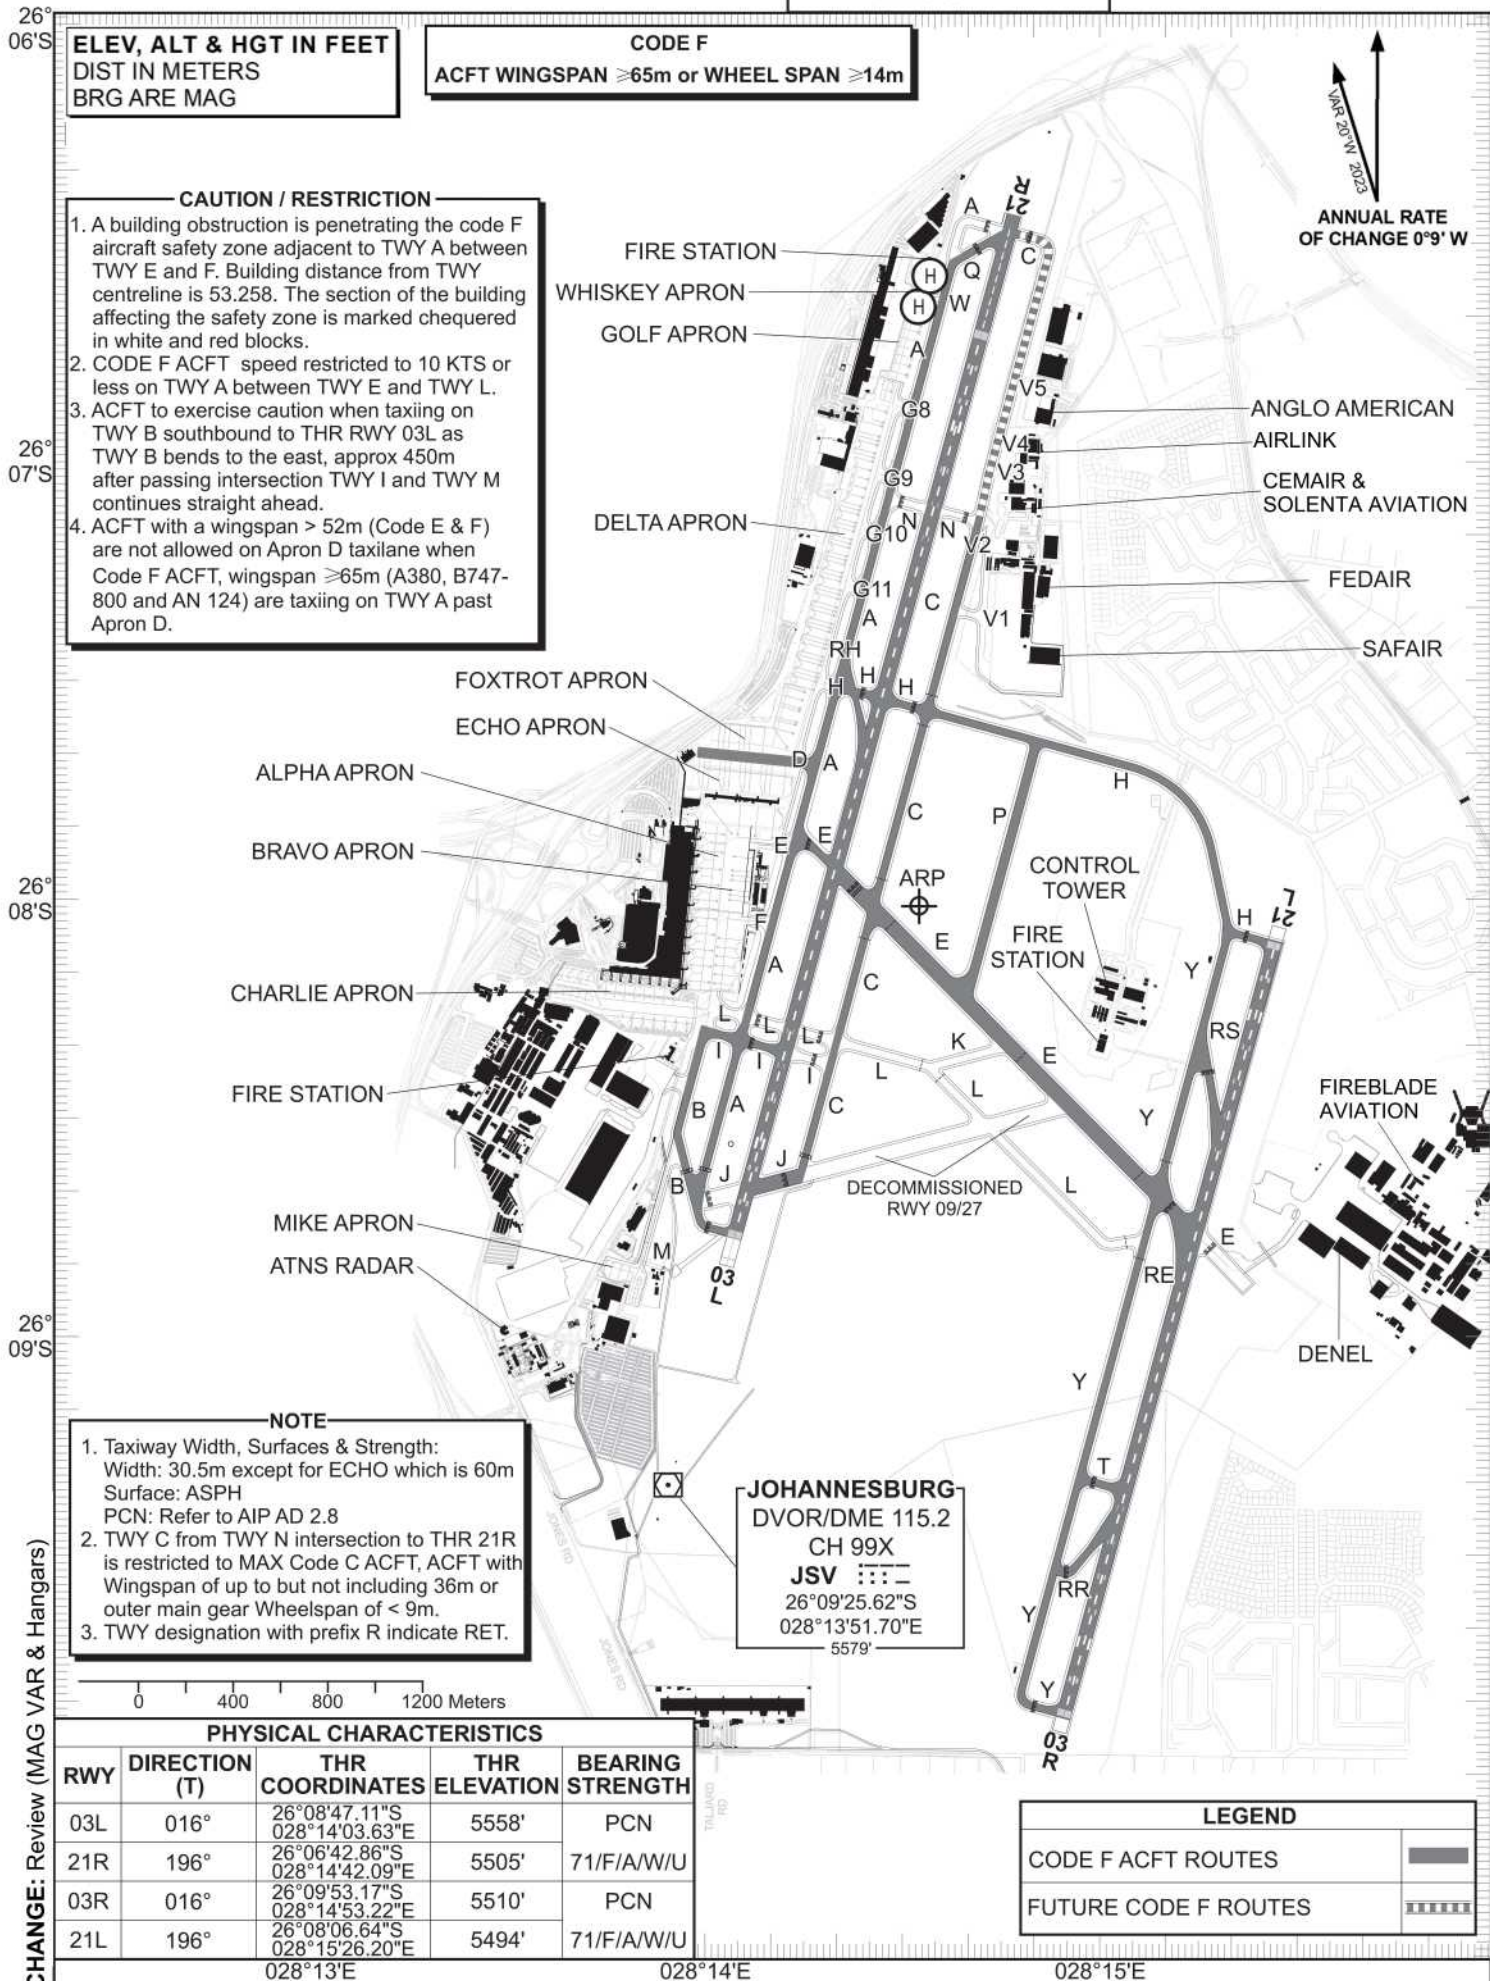 26°
06'S
ELEV, ALT & HGT IN FEET
DIST IN METERS
BRG ARE MAG
CODE F
ACFT WINGSPAN ⩾65m or WHEEL SPAN ⩾14m
VAR 20°W 2023
ANNUAL RATE
OF CHANGE 0°9' W
CAUTION / RESTRICTION
1. A building obstruction is penetrating the code F
aircraft safety zone adjacent to TWY A between
TWY E and F. Building distance from TWY
centreline is 53.258. The section of the building
affecting the safety zone is marked chequered
in white and red blocks.
2. CODE F ACFT speed restricted to 10 KTS or
less on TWY A between TWY E and TWY L.
3. ACFT to exercise caution when taxiing on
TWY B southbound to THR RWY 03L as
TWY B bends to the east, approx 450m
after passing intersection TWY I and TWY M
continues straight ahead.
4. ACFT with a wingspan > 52m (Code E & F)
are not allowed on Apron D taxilane when
Code F ACFT, wingspan ⩾65m (A380, B747-
800 and AN 124) are taxiing on TWY A past
Apron D.
26°
07'S
26°
08'S
26°
09'S
21
R
A
C
Q
FIRE STATION
H
WHISKEY APRON
H
W
GOLF APRON
A
V5
G8
ANGLO AMERICAN
V4
AIRLINK
V3
G9
CEMAIR &
SOLENTA AVIATION
DELTA APRON
N
N
G10
V2
FEDAIR
G11
C
A
V1
RH
SAFAIR
H
H
H
FOXTROT APRON
ECHO APRON
D
A
ALPHA APRON
H
C
P
E
E
BRAVO APRON
CONTROL
TOWER
ARP
21
L
F
H
E
FIRE
STATION
A
Y
C
CHARLIE APRON
L
L
L
RS
K
I
I
I
L
E
L
FIRE STATION
FIREBLADE
AVIATION
B
A
C
Y
J
J
B
L
DECOMMISSIONED
RWY 09/27
MIKE APRON
E
M
ATNS RADAR
03
L
RE
DENEL
Y
T
RR
Y
Y
03
R
NOTE
1. Taxiway Width, Surfaces & Strength:
Width: 30.5m except for ECHO which is 60m
Surface: ASPH
PCN: Refer to AIP AD 2.8
2. TWY C from TWY N intersection to THR 21R
is restricted to MAX Code C ACFT, ACFT with
Wingspan of up to but not including 36m or
outer main gear Wheelspan of < 9m.
3. TWY designation with prefix R indicate RET.
JOHANNESBURG
DVOR/DME 115.2
CH 99X
JSV
26°09'25.62"S
028°13'51.70"E
5579'
JONES RD
JONES RD
TALJAARD
RD
0 400 800 1200 Meters
PHYSICAL CHARACTERISTICS
RWY DIRECTION (T) THR COORDINATES THR ELEVATION BEARING STRENGTH
03L 016° 26°08'47.11"S 028°14'03.63"E 5558' PCN
21R 196° 26°06'42.86"S 028°14'42.09"E 5505' 71/F/A/W/U
03R 016° 26°09'53.17"S 028°14'53.22"E 5510' PCN
21L 196° 26°08'06.64"S 028°15'26.20"E 5494' 71/F/A/W/U
LEGEND
CODE F ACFT ROUTES
FUTURE CODE F ROUTES
028°13'E
028°14'E
028°15'E
CHANGE: Review (MAG VAR & Hangars)